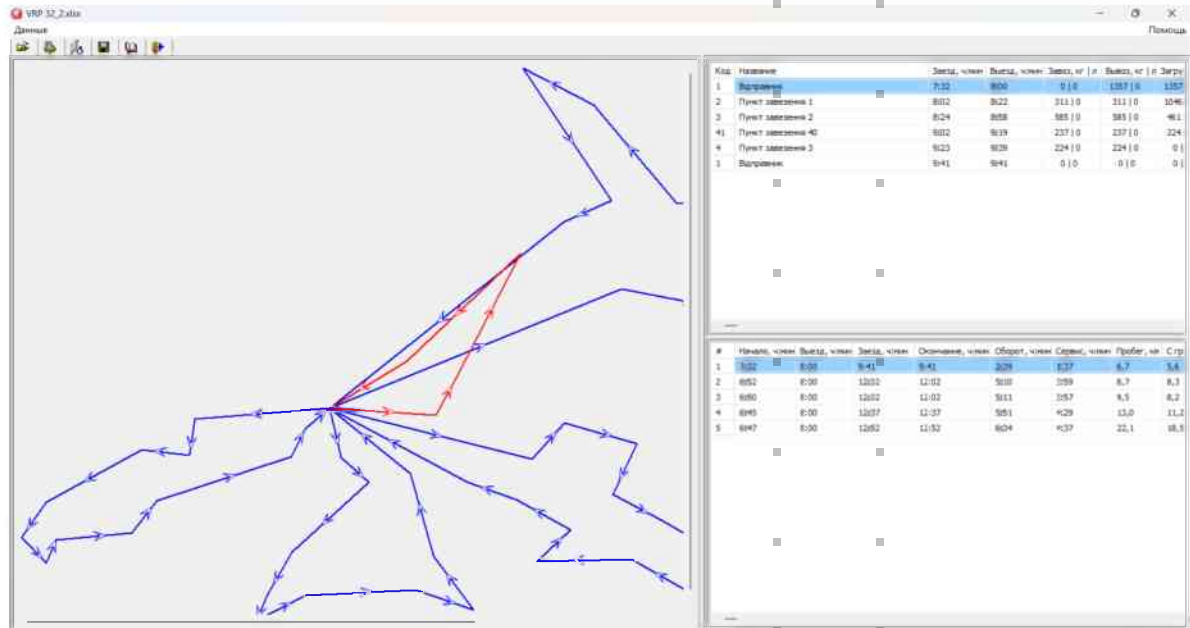 VRP 32_2.xlsx
Данные Помощь
Код Название Заезд, ч:мин Выезд, ч:мин Завоз, кг | л Вывоз, кг | л Загру
1 Відправник 7:32 8:00 0 | 0 1357 | 0 1357
2 Пункт завезення 1 8:02 8:22 311 | 0 311 | 0 1046
3 Пункт завезення 2 8:24 8:58 585 | 0 585 | 0 461
41 Пункт завезення 40 9:02 9:19 237 | 0 237 | 0 224
4 Пункт завезення 3 9:23 9:39 224 | 0 224 | 0 0 |
1 Відправник 9:41 9:41 0 | 0 0 | 0 0 |
# Начало, ч:мин Выезд, ч:мин Заезд, ч:мин Окончание, ч:мин Оборот, ч:мин Сервис, ч:мин Пробег, км С гр
1 8:00 9:41 9:41 6,7 5,6
2 6:52 8:00 12:02 12:02 5:10 3:59 8,7 8,3
3 6:50 8:00 12:02 12:02 5:11 3:57 9,5 8,2
4 6:45 8:00 12:37 12:37 5:51 4:29 13,0 11,2
5 6:47 8:00 12:52 12:52 6:04 4:37 22,1 18,5